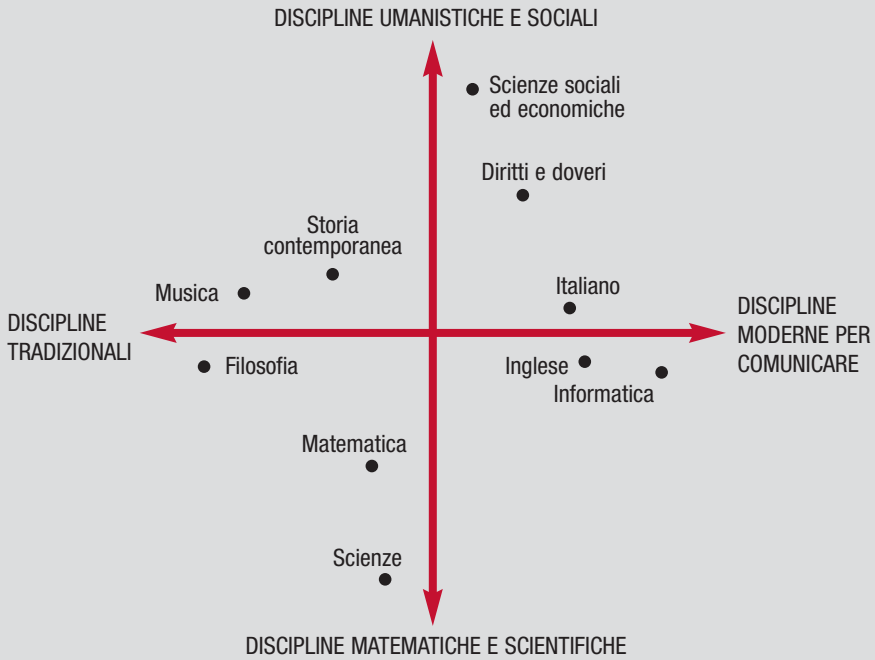 DISCIPLINE UMANISTICHE E SOCIALI
Scienze sociali
ed economiche
Diritti e doveri
Storia
contemporanea
Musica
Italiano
DISCIPLINE
TRADIZIONALI
DISCIPLINE
MODERNE PER
COMUNICARE
Filosofia
Inglese
Informatica
Matematica
Scienze
DISCIPLINE MATEMATICHE E SCIENTIFICHE